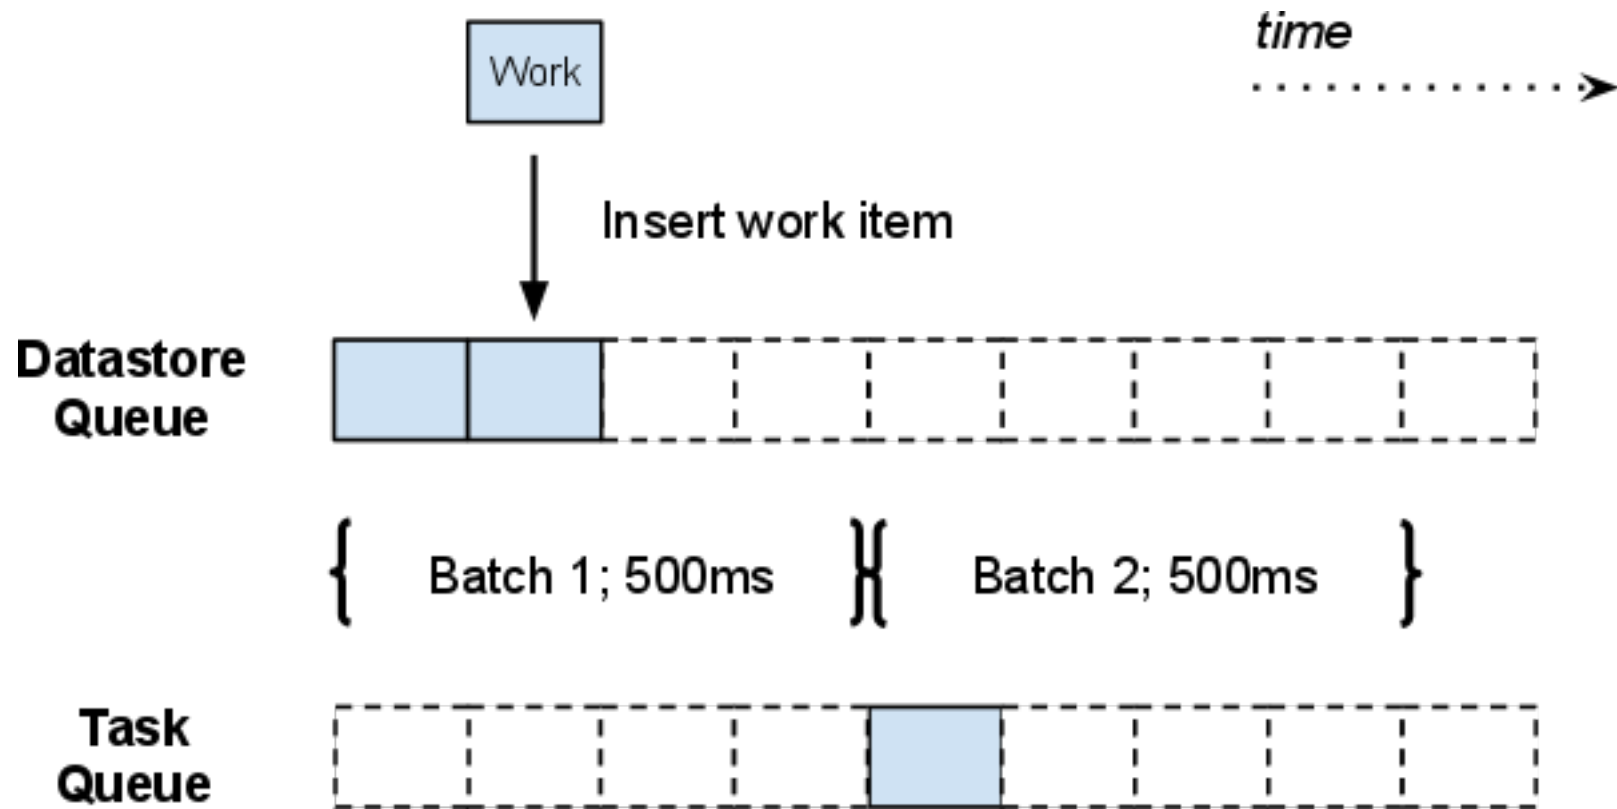 time
Work
Insert work item
Datastore
Queue
Batch 1; 500ms
Batch 2; 500ms
Task
Queue